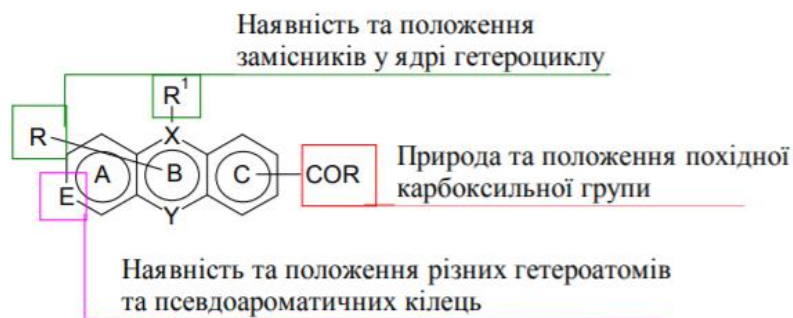 Наявність та положення
замісників у ядрі гетероциклу
R¹
R
X
A
B
C
COR
E
Y
Природа та положення похідної
карбоксильної групи
Наявність та положення різних гетероатомів
та псевдоароматичних кілець